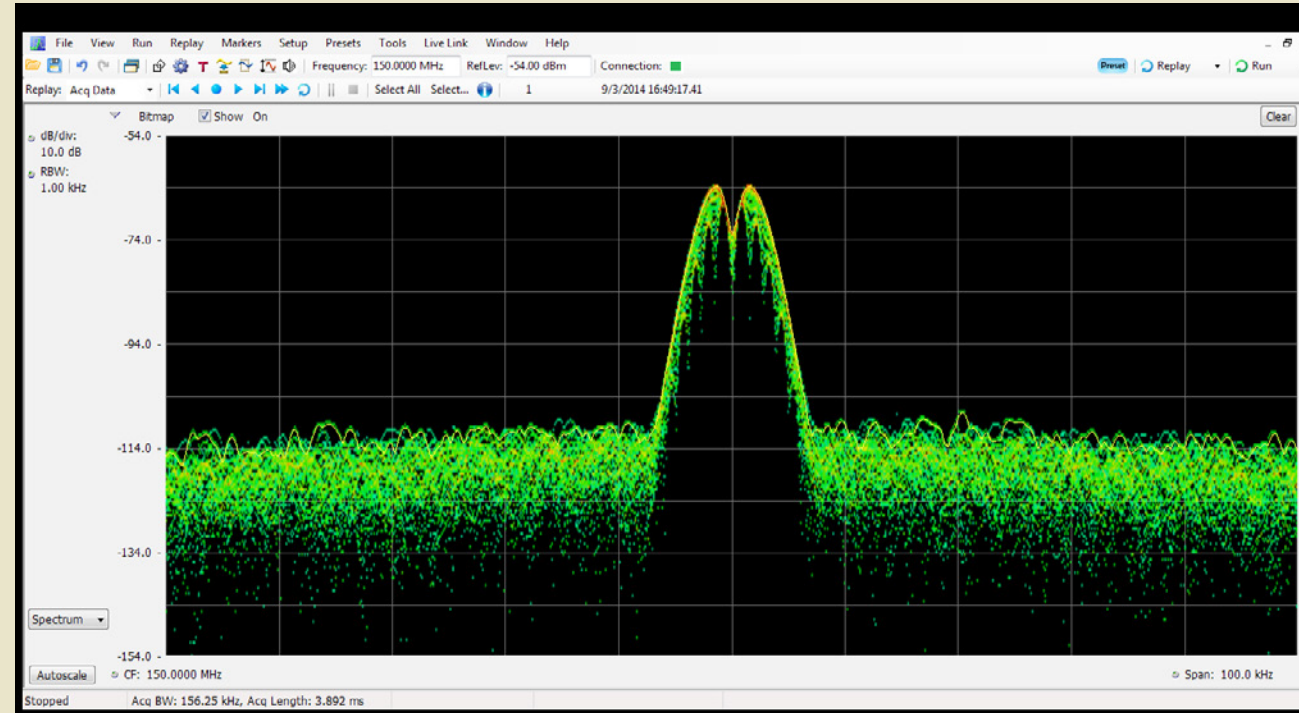 File View Run Replay Markers Setup Presets Tools Live Link Window Help
T Frequency: 150.0000 MHz RefLev: -54.00 dBm Connection: Preset Replay Run
Replay: Acq Data Select All Select... 1 9/3/2014 16:49:17.41
Bitmap Show On Clear
dB/div:
10.0 dB
RBW:
1.00 kHz
-54.0
-74.0
-94.0
-114.0
-134.0
Spectrum
-154.0
Autoscale CF: 150.0000 MHz Span: 100.0 kHz
Stopped Acq BW: 156.25 kHz, Acq Length: 3.892 ms